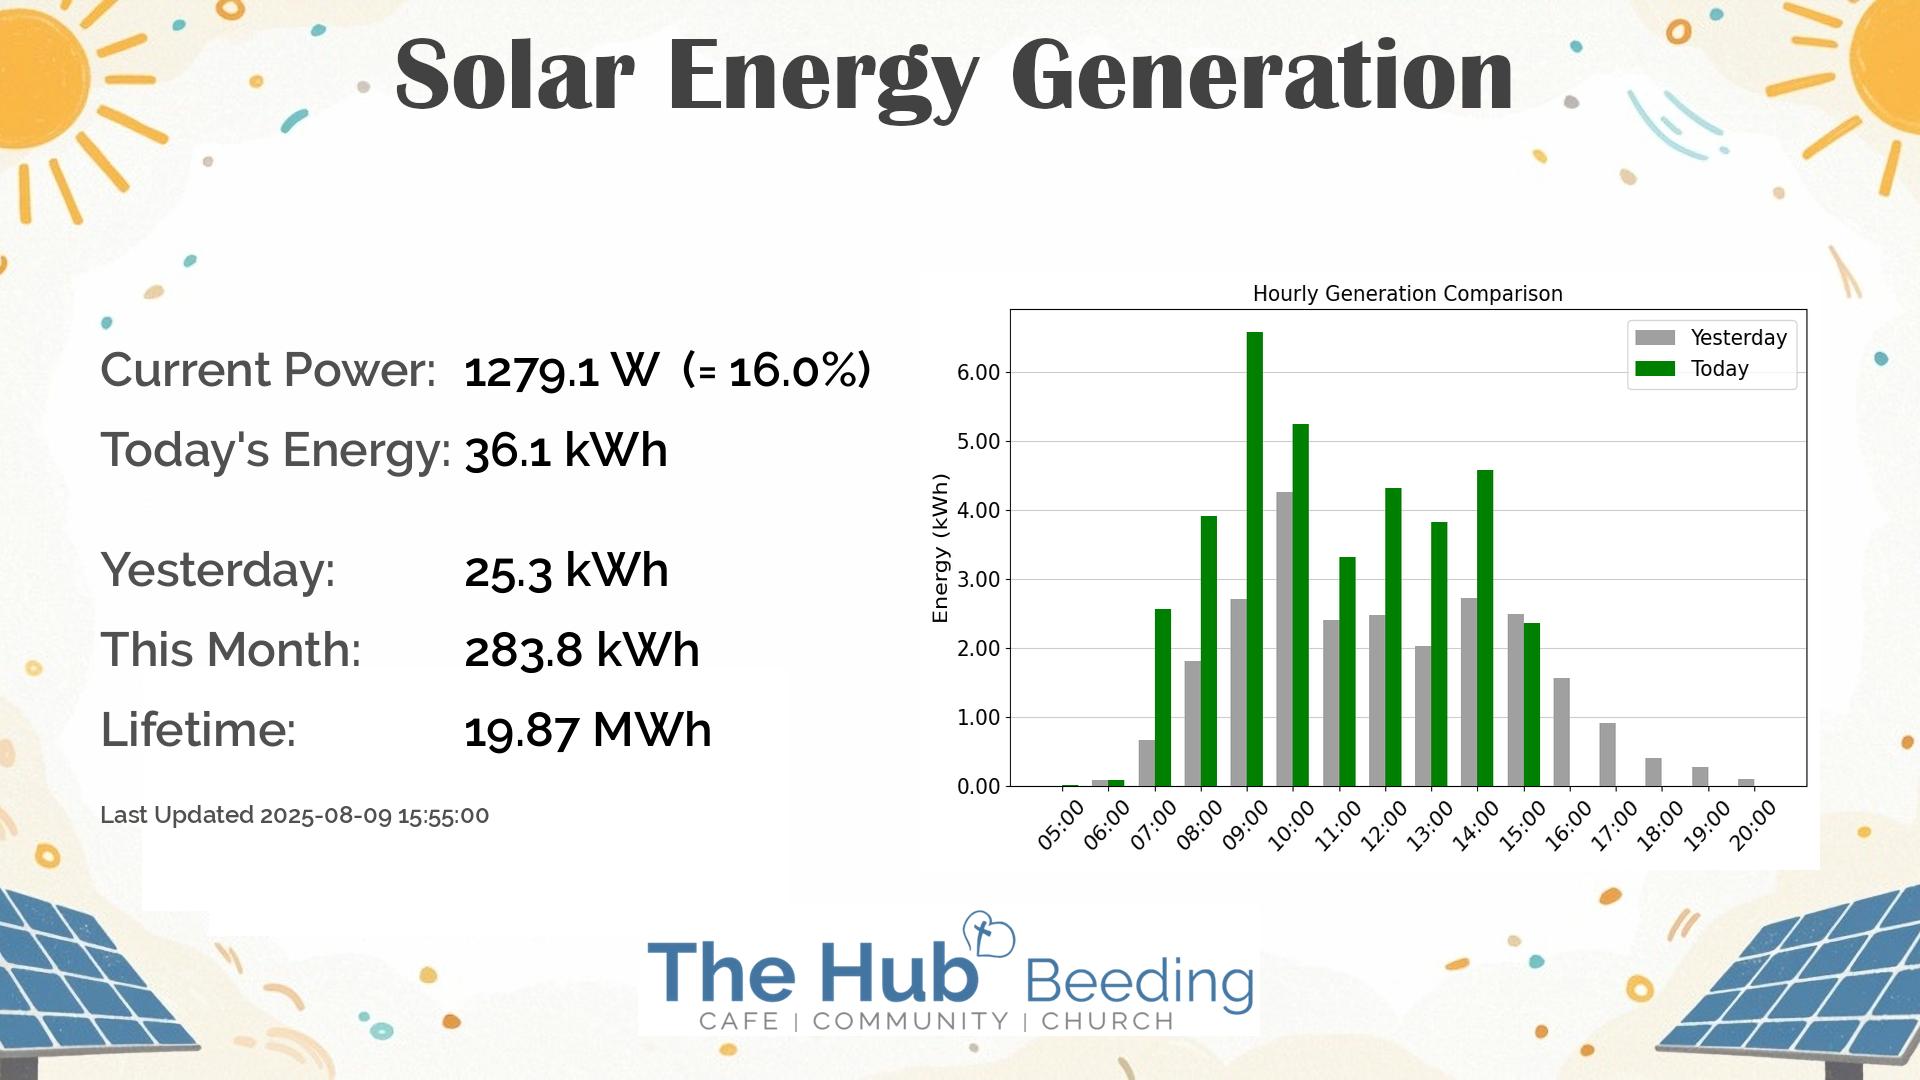 Solar Energy Generation
Current Power: 1279.1 W (= 16.0%)
Today's Energy: 36.1 kWh
Yesterday: 25.3 kWh
This Month: 283.8 kWh
Lifetime: 19.87 MWh
Last Updated 2025-08-09 15:55:00
Hourly Generation Comparison
Yesterday
Today
Energy (kWh)
6.00
5.00
4.00
3.00
2.00
1.00
0.00
05:00 06:00 07:00 08:00 09:00 10:00 11:00 12:00 13:00 14:00 15:00 16:00 17:00 18:00 19:00 20:00
The Hub Beeding
CAFE | COMMUNITY | CHURCH